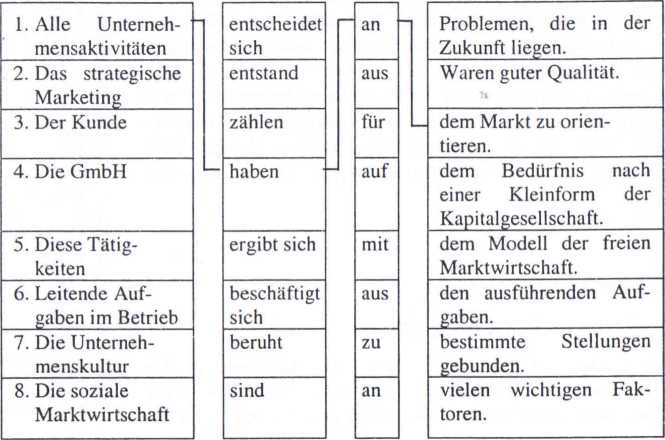 1. Alle Unterneh-
mensaktivitäten
entscheidet
sich
an
Problemen, die in der
Zukunft liegen.
2. Das strategische
Marketing
entstand
aus
Waren guter Qualität.
3. Der Kunde
zählen
für
dem Markt zu orien-
tieren.
4. Die GmbH
haben
auf
dem Bedürfnis nach
einer Kleinform der
Kapitalgesellschaft.
5. Diese Tätig-
keiten
ergibt sich
mit
dem Modell der freien
Marktwirtschaft.
6. Leitende Auf-
gaben im Betrieb
beschäftigt
sich
aus
den ausführenden Auf-
gaben.
7. Die Unterneh-
menskultur
beruht
zu
bestimmte Stellungen
gebunden.
8. Die soziale
Marktwirtschaft
sind
an
vielen wichtigen Fak-
toren.